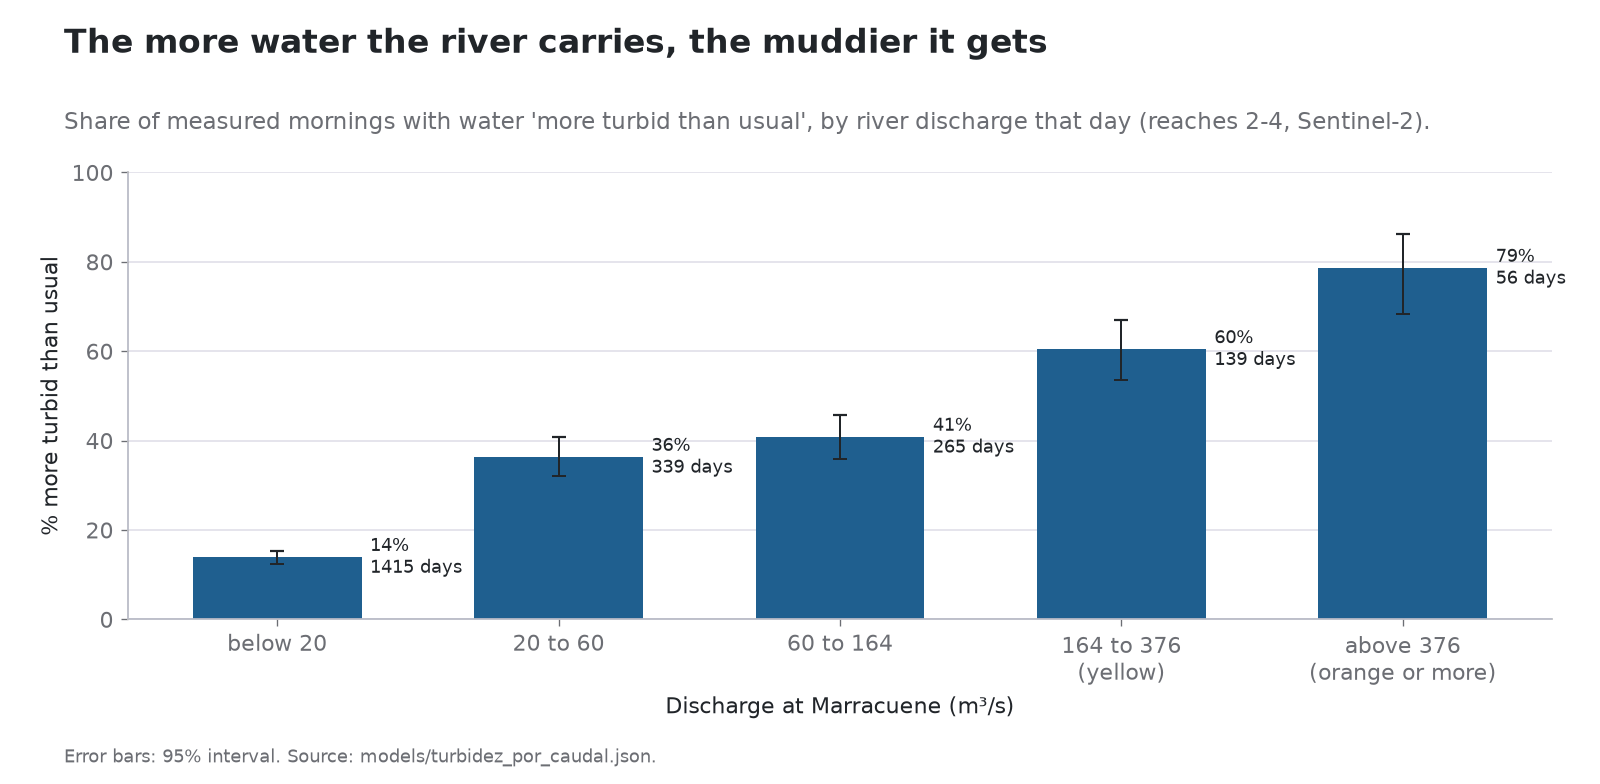 The more water the river carries, the muddier it gets
Share of measured mornings with water 'more turbid than usual', by river discharge that day (reaches 2-4, Sentinel-2).
% more turbid than usual
100
80
60
40
20
0
14%
1415 days
36%
339 days
41%
265 days
60%
139 days
79%
56 days
below 20
20 to 60
60 to 164
164 to 376
(yellow)
above 376
(orange or more)
Discharge at Marracuene (m³/s)
Error bars: 95% interval. Source: models/turbidez_por_caudal.json.